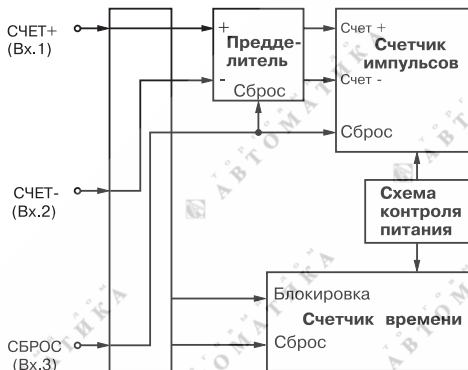 СЧЕТ+
(Вх.1)
+
Предде-
литель
-
Сброс
Счет +
Счетчик
импульсов
Счет -
Сброс
СЧЕТ-
(Вх.2)
Схема
контроля
питания
Блокировка
Счетчик времени
Сброс
СБРОС
(Вх.3)
АВТОМАТИКА